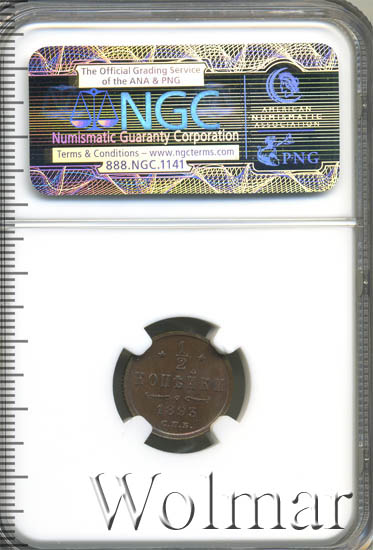 The Official Grading Service
of the ANA & PNG
NGC
Numismatic Guaranty Corporation
Terms & Conditions – www.ngcterms.com
888.NGC.1141
AMERICAN
NUMISMATIC
ASSOCIATION
PNG
1/2
КОПѢЙКИ
1893
С.П.Б.
Wolmar